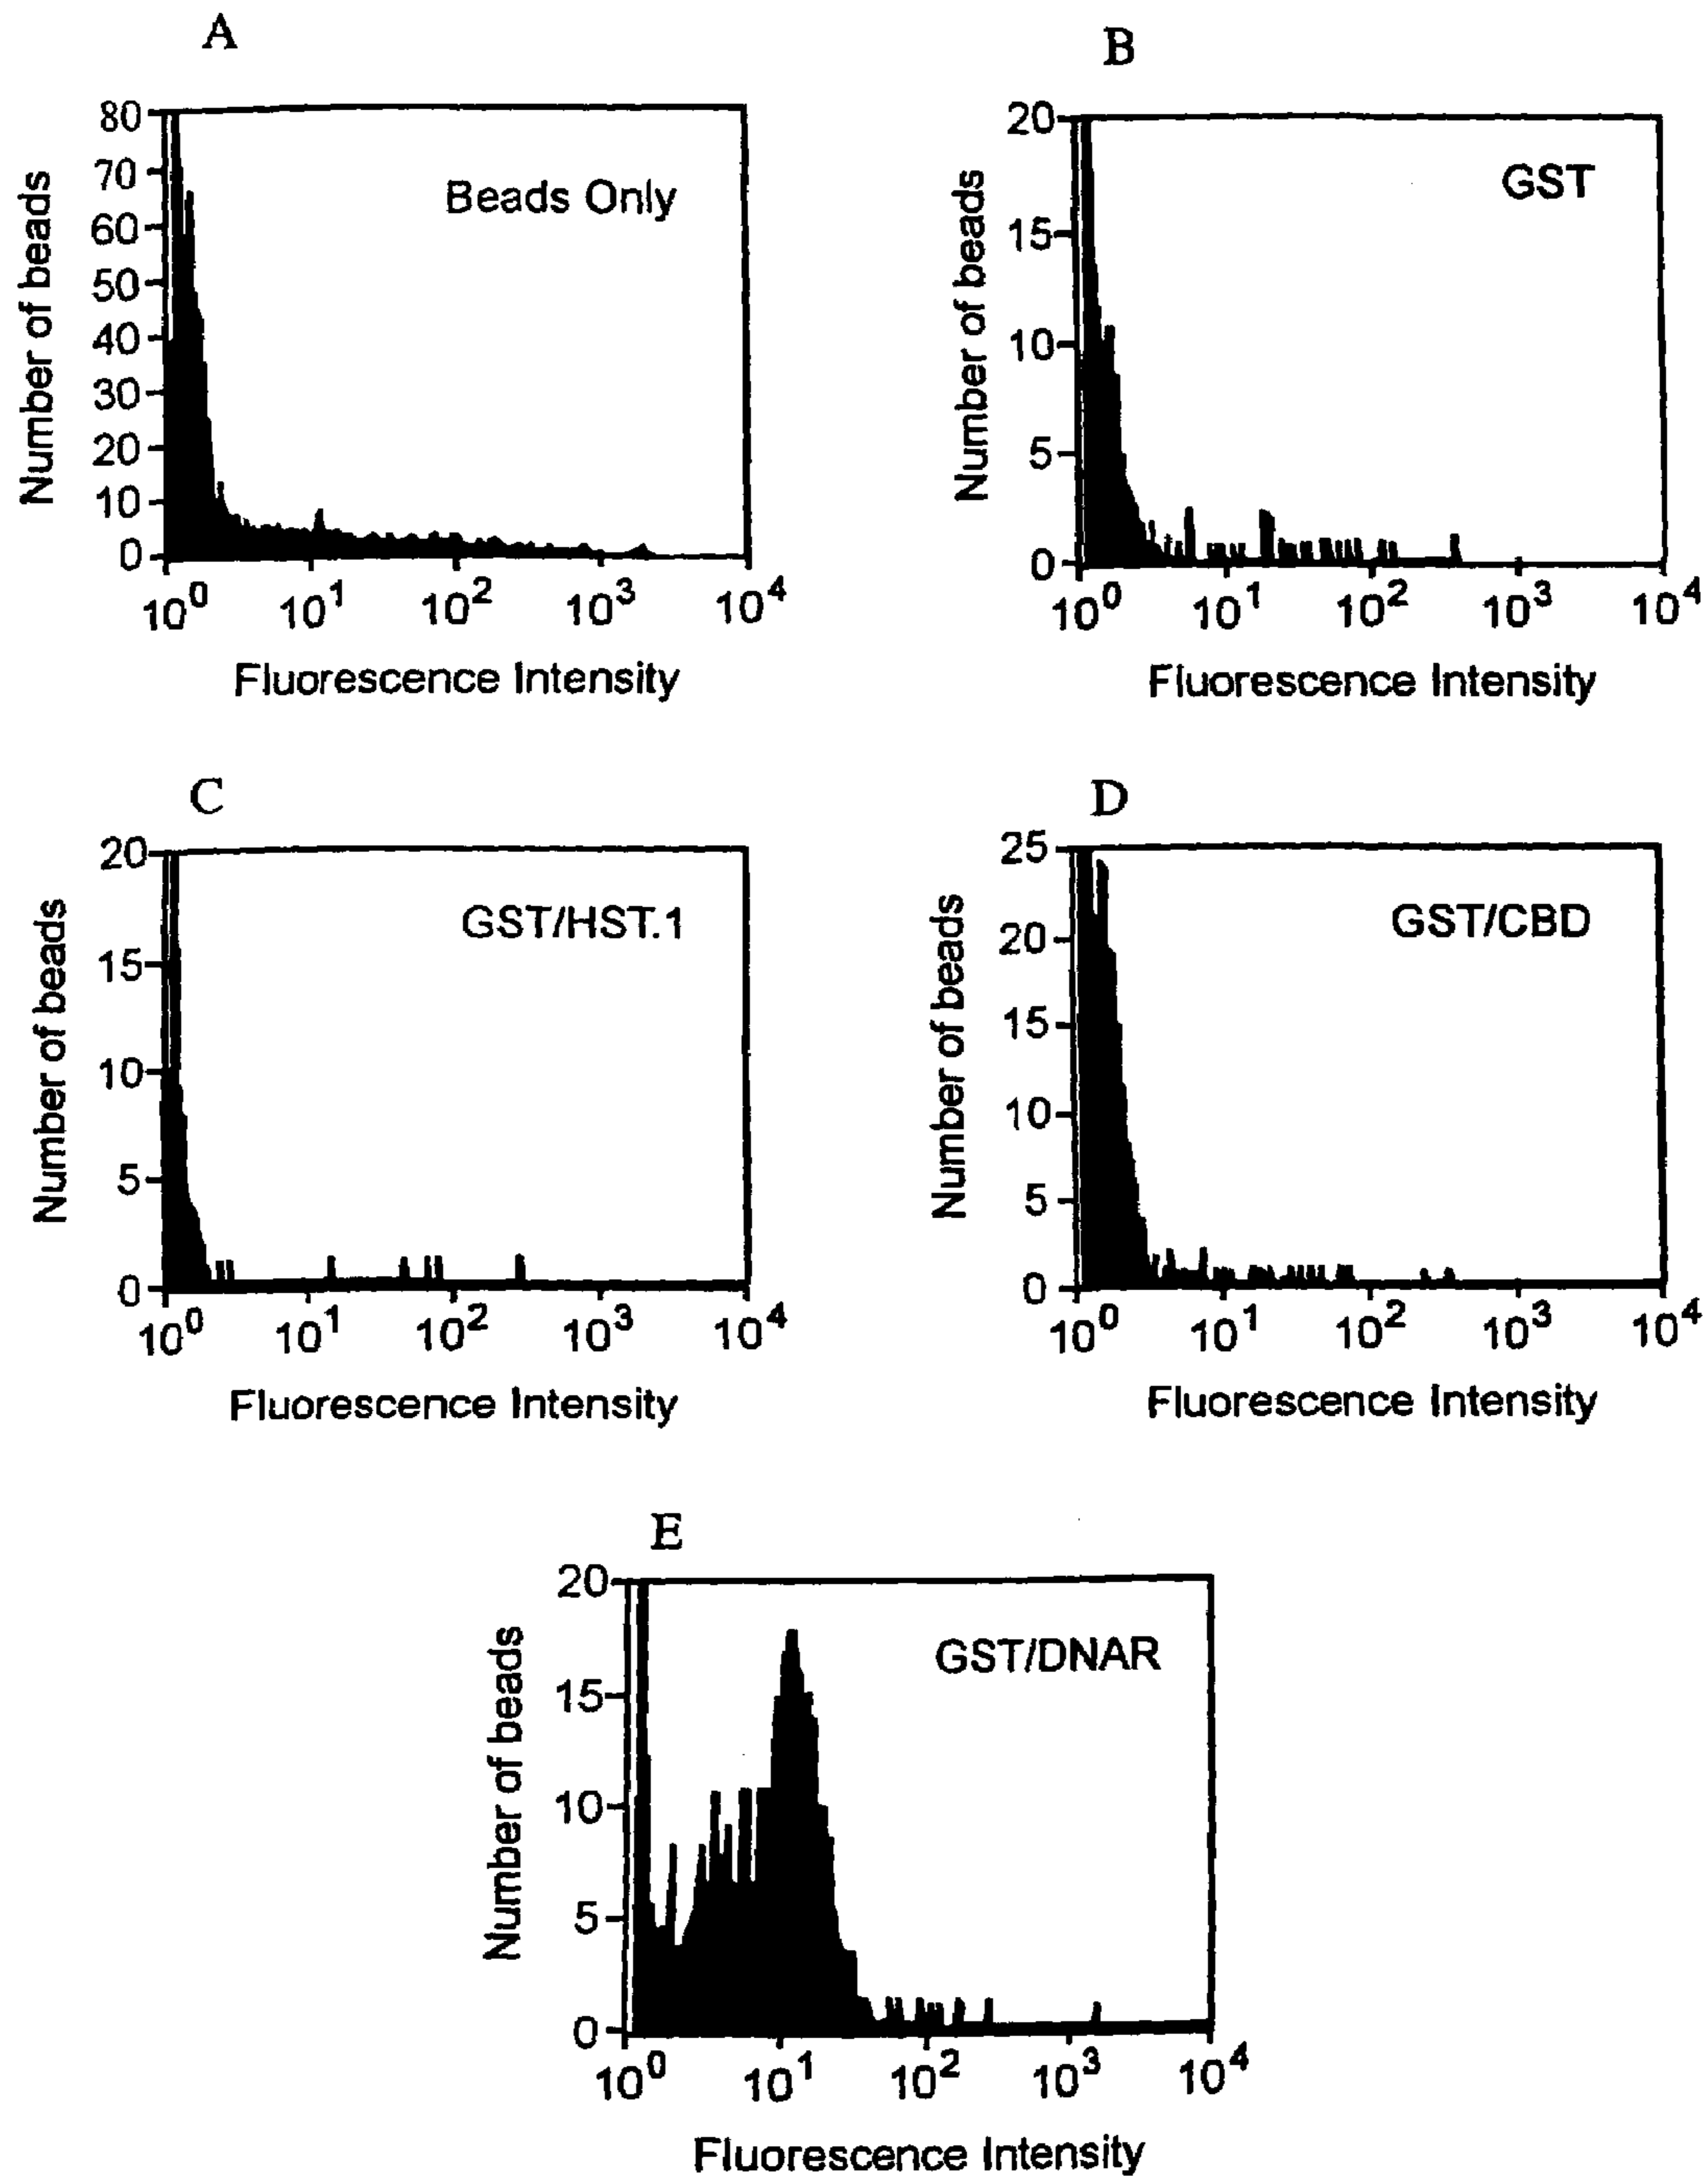 A
80
70
60
50
40
30
20
10
0
Number of beads
Beads Only
10^0 10^1 10^2 10^3 10^4
Fluorescence Intensity
B
20
15
10
5
0
Number of beads
GST
10^0 10^1 10^2 10^3 10^4
Fluorescence Intensity
C
20
15
10
5
0
Number of beads
GST/HST.1
10^0 10^1 10^2 10^3 10^4
Fluorescence Intensity
D
25
20
15
10
5
0
Number of beads
GST/CBD
10^0 10^1 10^2 10^3 10^4
Fluorescence Intensity
E
20
15
10
5
0
Number of beads
GST/DNAR
10^0 10^1 10^2 10^3 10^4
Fluorescence Intensity